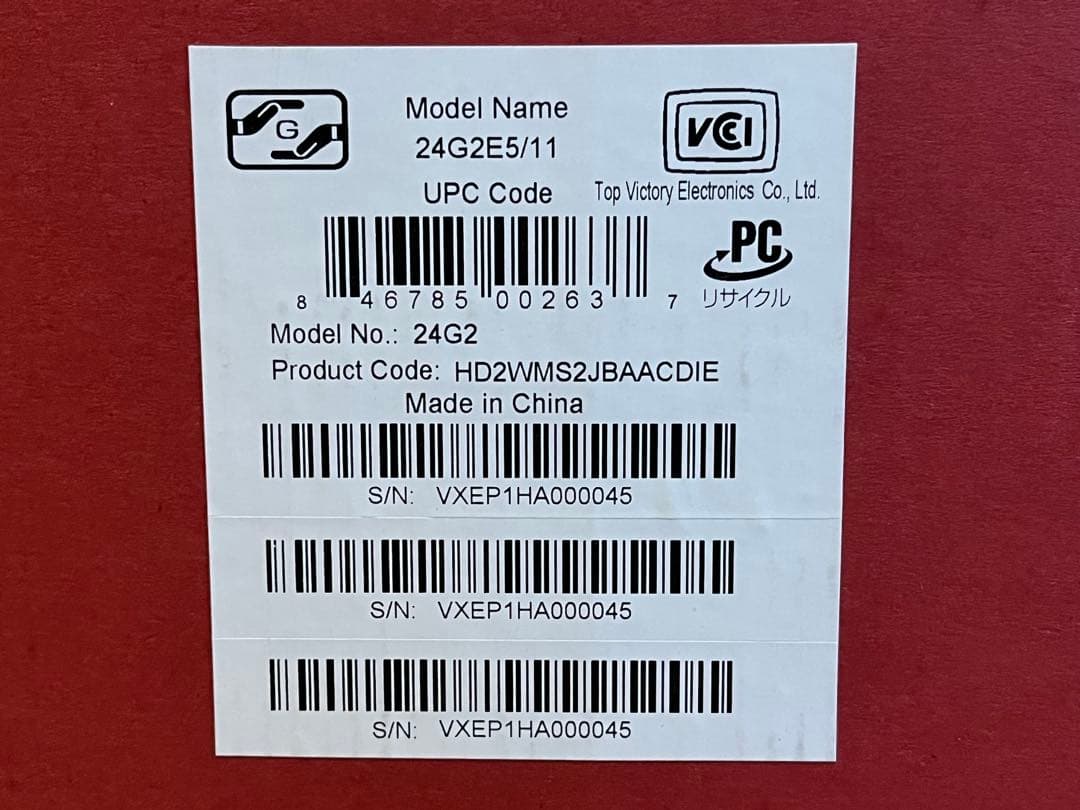 G
Model Name
24G2E5/11
VCCI
UPC Code
Top Victory Electronics Co., Ltd.
8 46785 00263 7
PC
リサイクル
Model No.: 24G2
Product Code: HD2WMS2JBAACDIE
Made in China
S/N: VXEP1HA000045
S/N: VXEP1HA000045
S/N: VXEP1HA000045